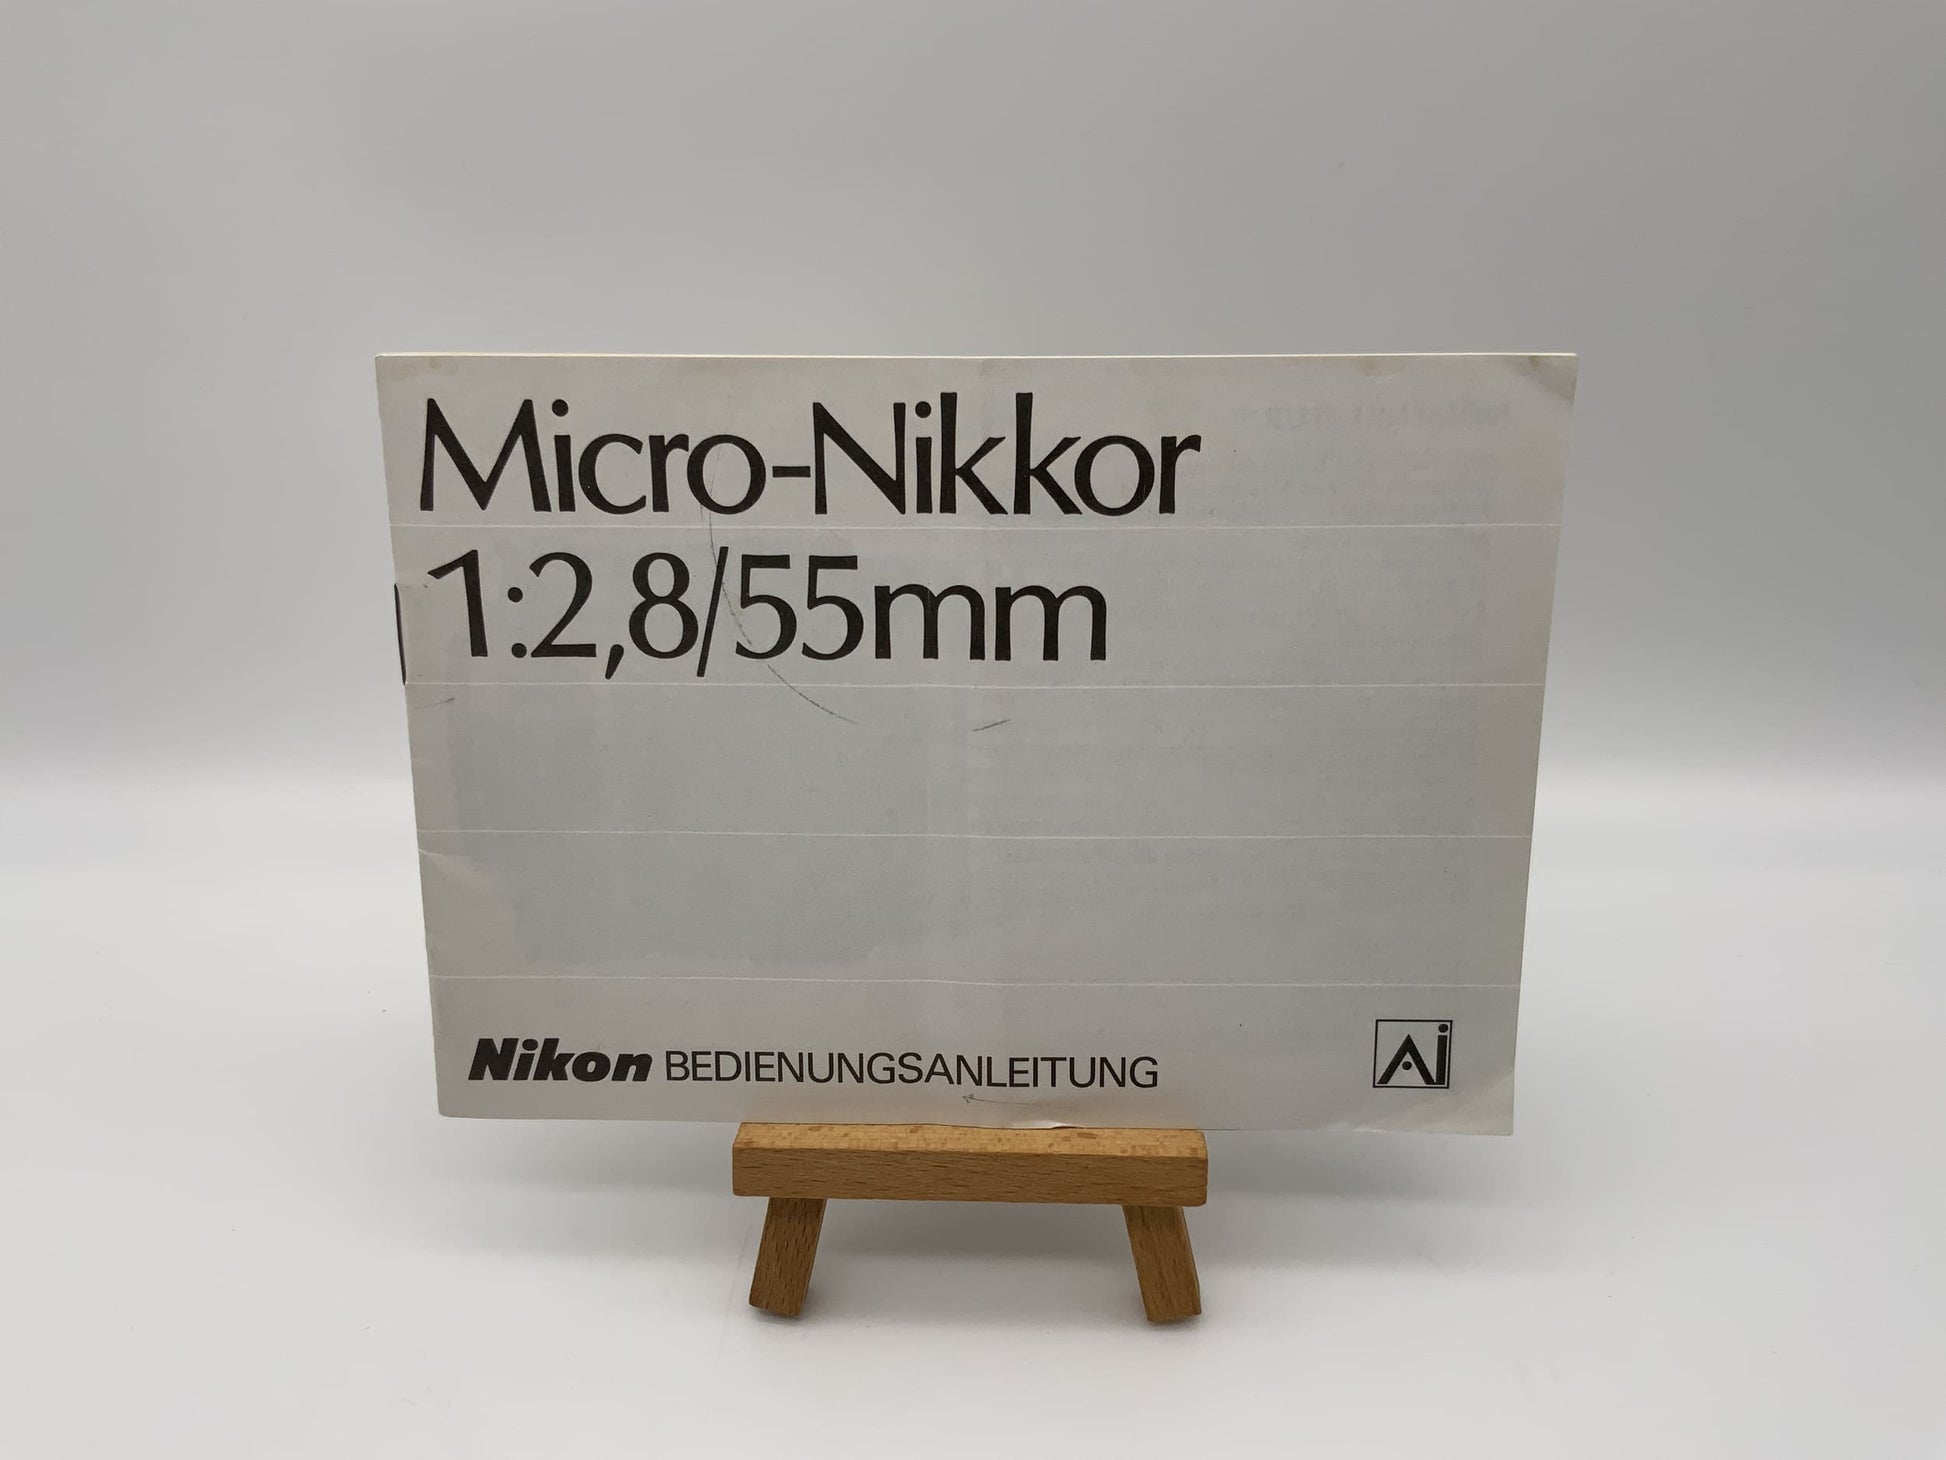 Micro-Nikkor
1:2,8/55mm
Nikon BEDIENUNGSANLEITUNG
Ai